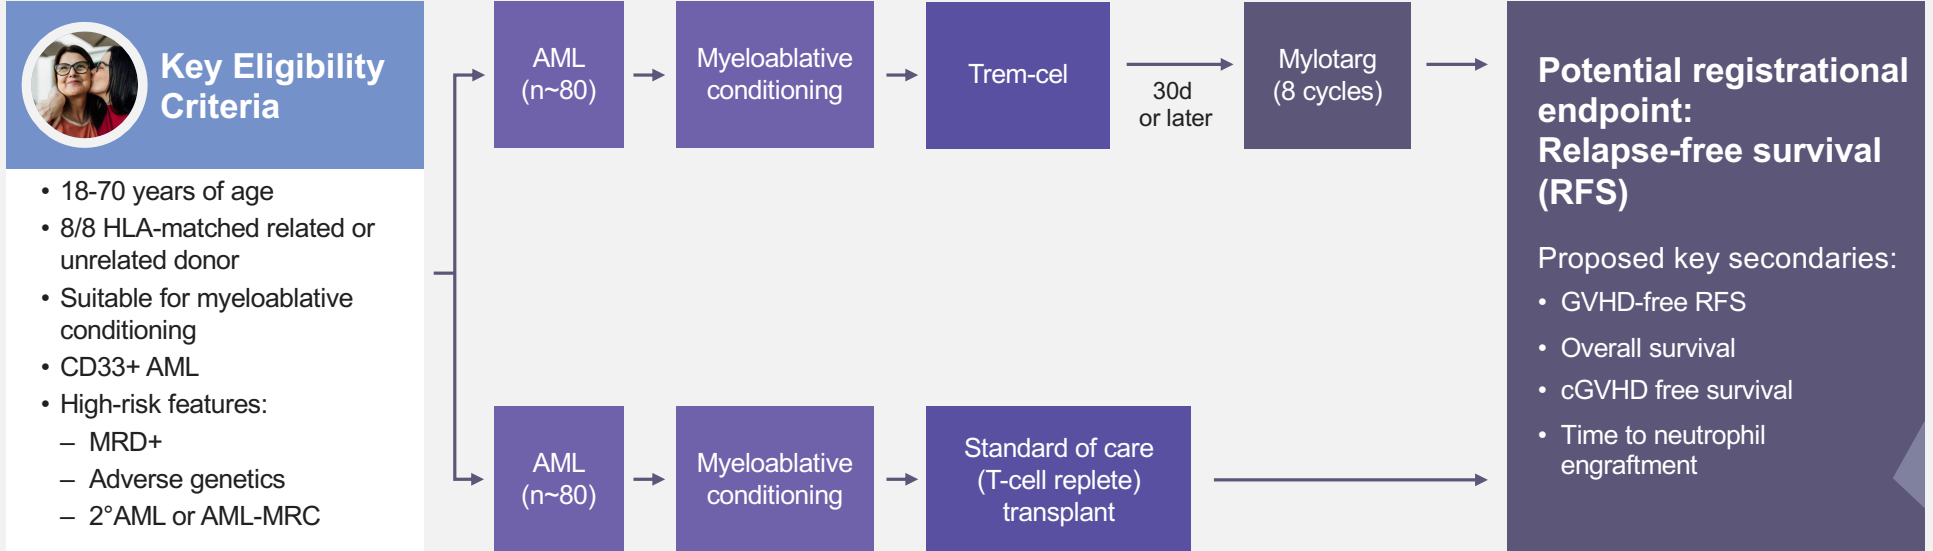 Key Eligibility
Criteria
• 18-70 years of age
• 8/8 HLA-matched related or
unrelated donor
• Suitable for myeloablative
conditioning
• CD33+ AML
• High-risk features:
– MRD+
– Adverse genetics
– 2°AML or AML-MRC
AML
(n~80)
Myeloablative
conditioning
Trem-cel
30d
or later
Mylotarg
(8 cycles)
AML
(n~80)
Myeloablative
conditioning
Standard of care
(T-cell replete)
transplant
Potential registrational
endpoint:
Relapse-free survival
(RFS)
Proposed key secondaries:
• GVHD-free RFS
• Overall survival
• cGVHD free survival
• Time to neutrophil
engraftment